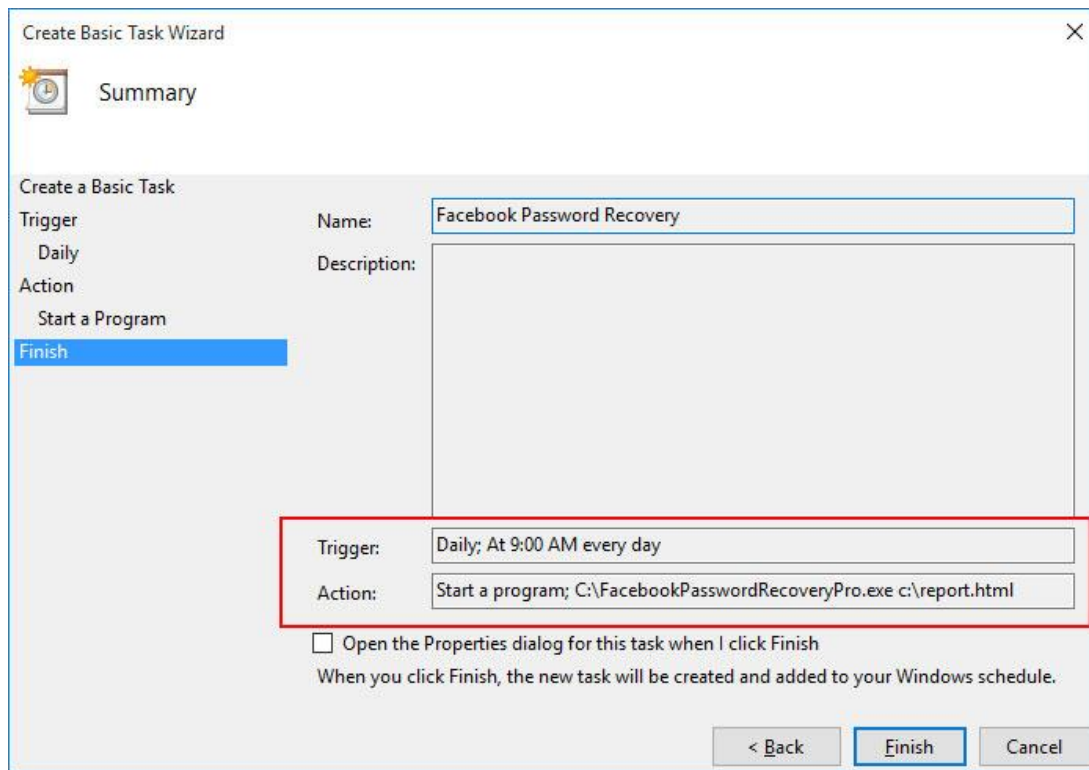 Create Basic Task Wizard
Summary
Create a Basic Task
Trigger
Daily
Action
Start a Program
Finish
Name: Facebook Password Recovery
Description:
Trigger: Daily; At 9:00 AM every day
Action: Start a program; C:\FacebookPasswordRecoveryPro.exe c:\report.html
Open the Properties dialog for this task when I click Finish
When you click Finish, the new task will be created and added to your Windows schedule.
< Back Finish Cancel